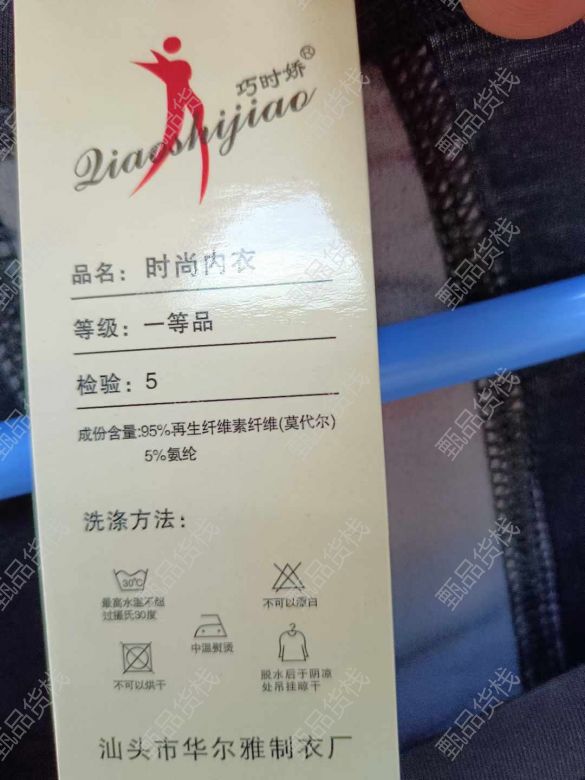 巧时娇®
Qiaoshijiao
品名：时尚内衣
等级：一等品
检验：5
成份含量:95%再生纤维素纤维(莫代尔)
5%氨纶
洗涤方法：
30℃
最高水温不超
过摄氏30度
不可以漂白
中温熨烫
不可以烘干
脱水后于阴凉
处吊挂晾干
汕头市华尔雅制衣厂
甄品货栈